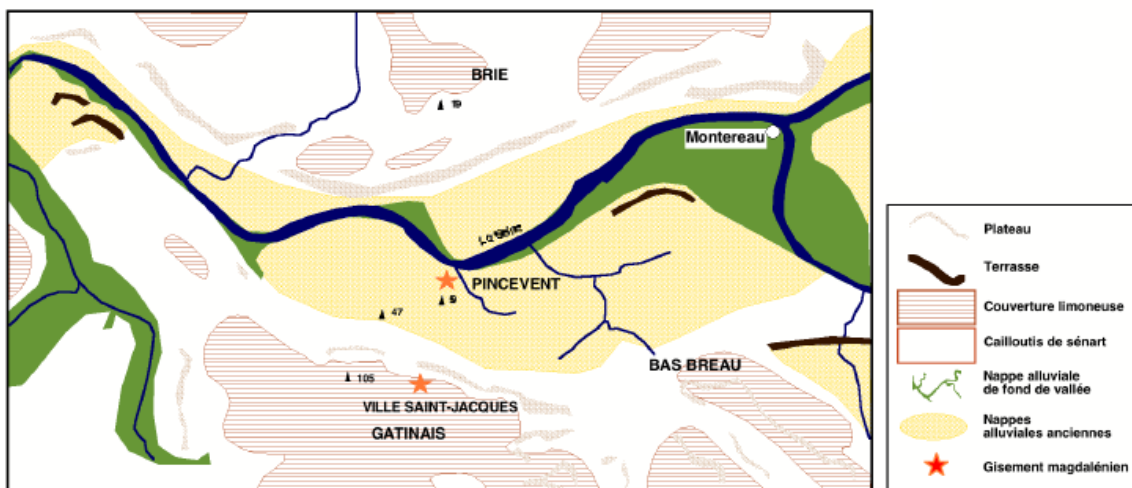 BRIE
19
Montereau
La Seine
PINCEVENT
9
47
BAS BREAU
105
VILLE SAINT-JACQUES
GATINAIS
Plateau
Terrasse
Couverture limoneuse
Cailloutis de sénart
Nappe alluviale
de fond de vallée
Nappes
alluviales anciennes
Gisement magdalénien